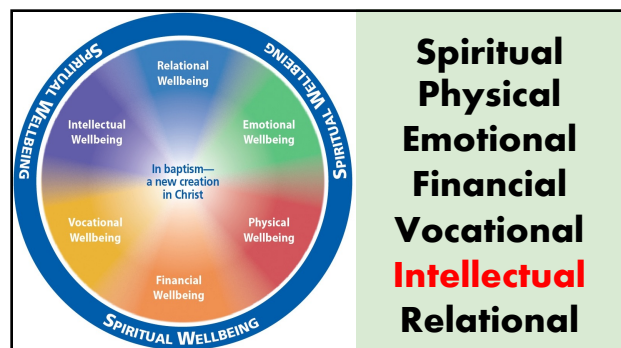 SPIRITUAL WELLBEING
SPIRITUAL WELLBEING
SPIRITUAL WELLBEING
Relational
Wellbeing
Intellectual
Wellbeing
Emotional
Wellbeing
In baptism—
a new creation
in Christ
Vocational
Wellbeing
Physical
Wellbeing
Financial
Wellbeing
Spiritual
Physical
Emotional
Financial
Vocational
Intellectual
Relational